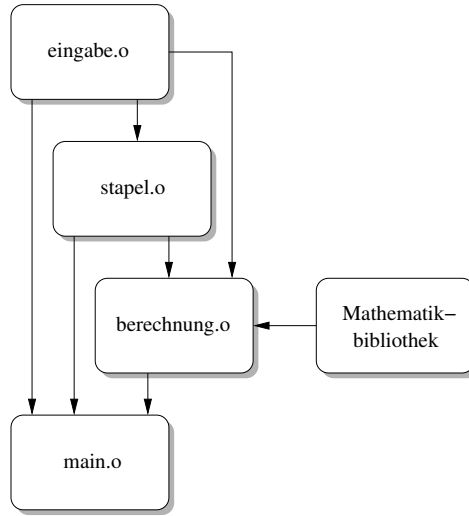 eingabe.o
stapel.o
berechnung.o
Mathematik−
bibliothek
main.o